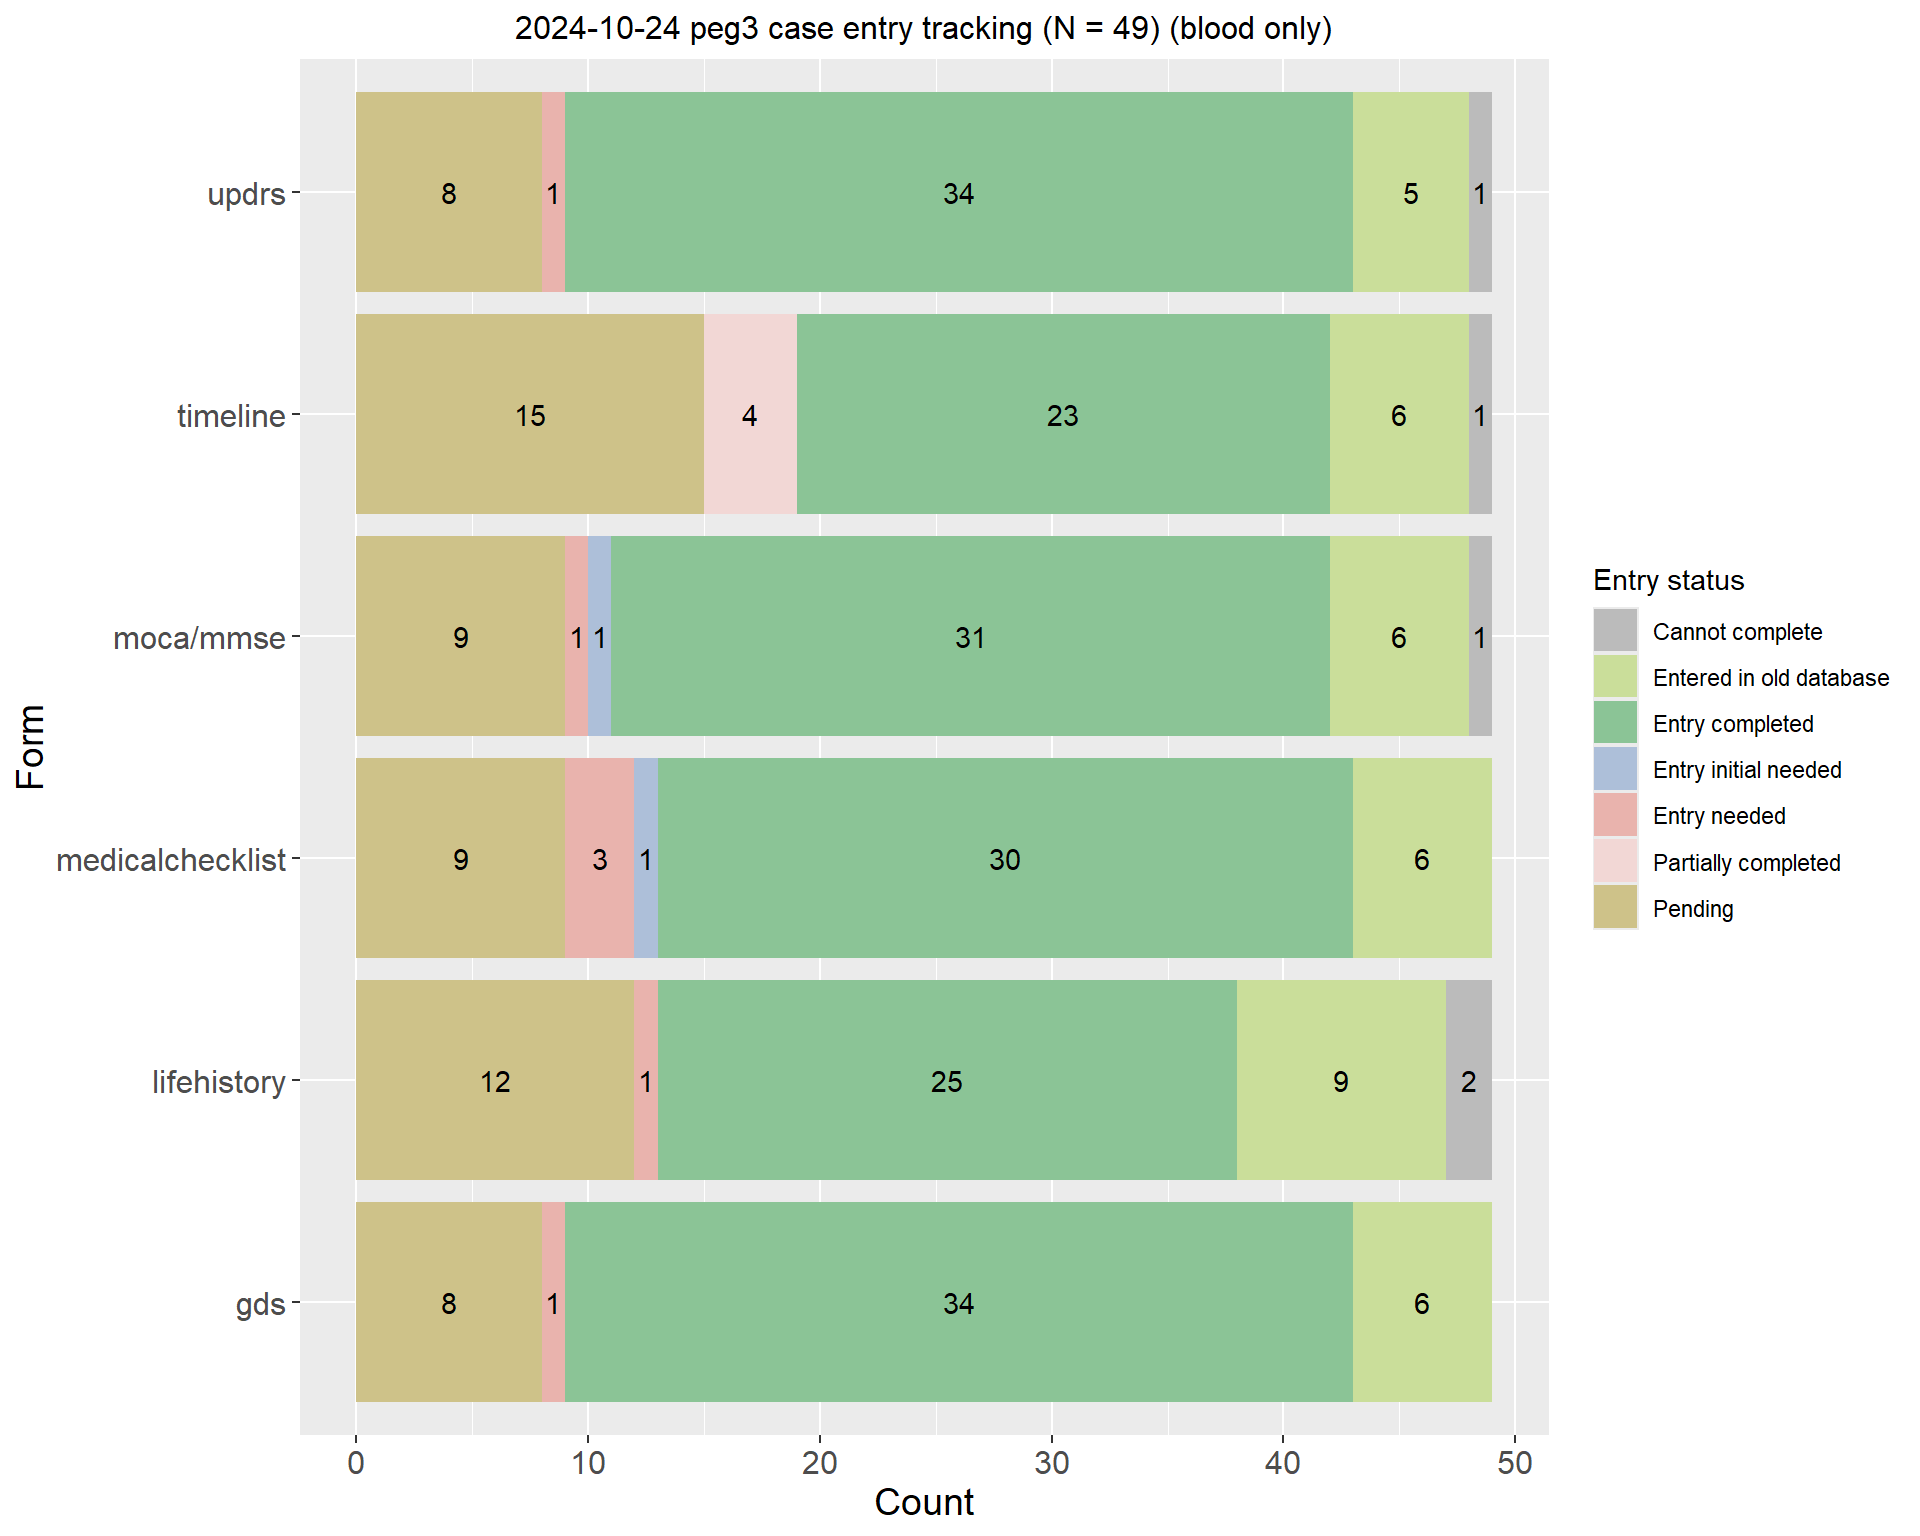 2024-10-24 peg3 case entry tracking (N = 49) (blood only)
updrs
8 1 34 5 1
timeline
15 4 23 6 1
moca/mmse
9 1 1 31 6 1
medicalchecklist
9 3 1 30 6
lifehistory
12 1 25 9 2
gds
8 1 34 6
Form
0 10 20 30 40 50
Count
Entry status
Cannot complete
Entered in old database
Entry completed
Entry initial needed
Entry needed
Partially completed
Pending